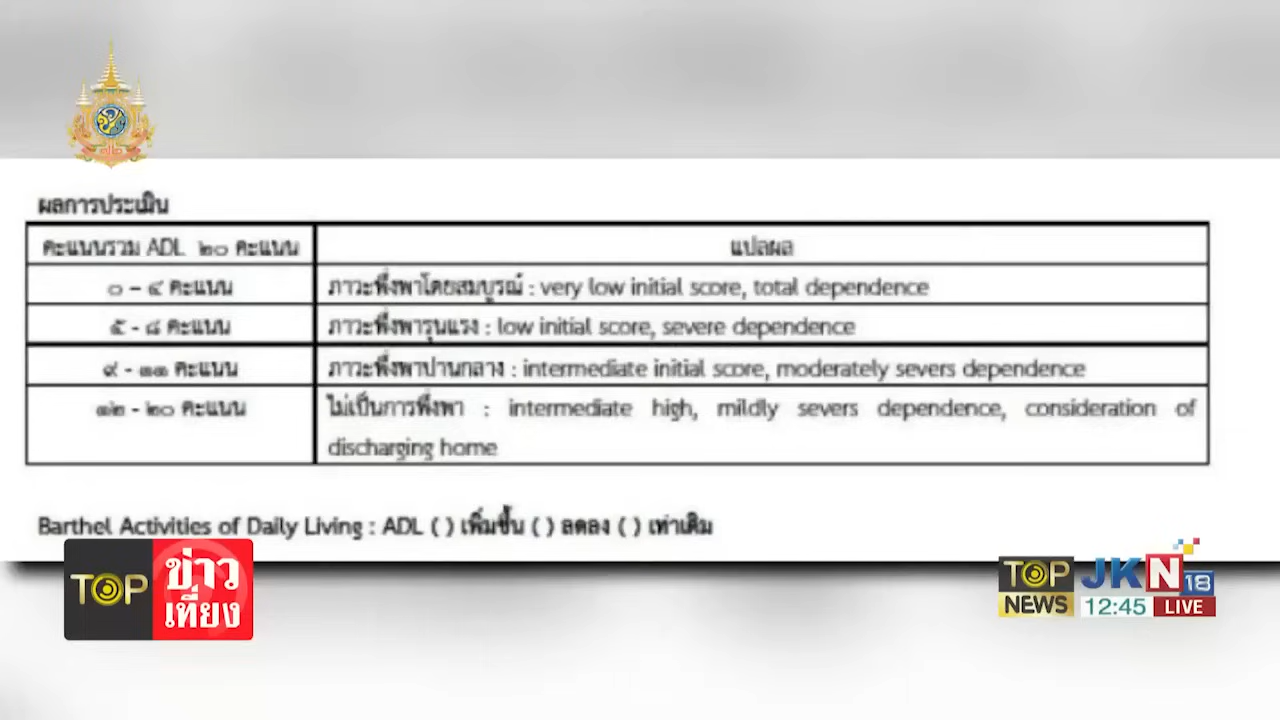 ผลการประเมิน
คะแนนรวม ADL ๒๐ คะแนน
แปลผล
๐ – ๔ คะแนน
ภาวะพึ่งพาโดยสมบูรณ์ : very low initial score, total dependence
๕ - ๘ คะแนน
ภาวะพึ่งพารุนแรง : low initial score, severe dependence
๙ - ๑๑ คะแนน
ภาวะพึ่งพาปานกลาง : intermediate initial score, moderately severs dependence
๑๒ - ๒๐ คะแนน
ไม่เป็นการพึ่งพา : intermediate high, mildly severs dependence, consideration of
discharging home
Barthel Activities of Daily Living : ADL ( ) เพิ่มขึ้น ( ) ลดลง ( ) เท่าเดิม
TOP ข่าว
เที่ยง
TOP JKN 18
NEWS 12:45 LIVE